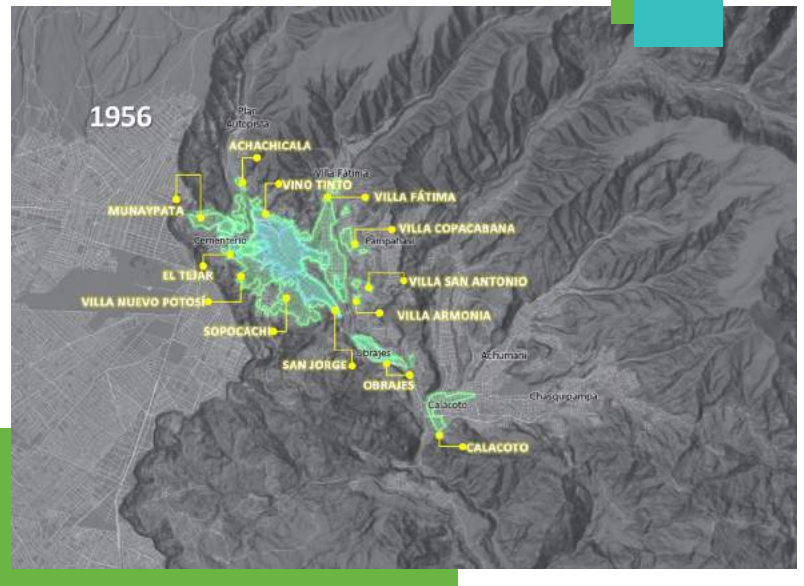 1956
Plan
Autopista
ACHACHICALA
Villa Fátima
VINO TINTO
VILLA FÁTIMA
MUNAYPATA
VILLA COPACABANA
Cementerio
Pampahasi
EL TEJAR
VILLA SAN ANTONIO
VILLA NUEVO POTOSÍ
VILLA ARMONIA
SOPOCACHI
SAN JORGE
Obrajes
Achumani
OBRAJES
Chasquipampa
Calacoto
CALACOTO